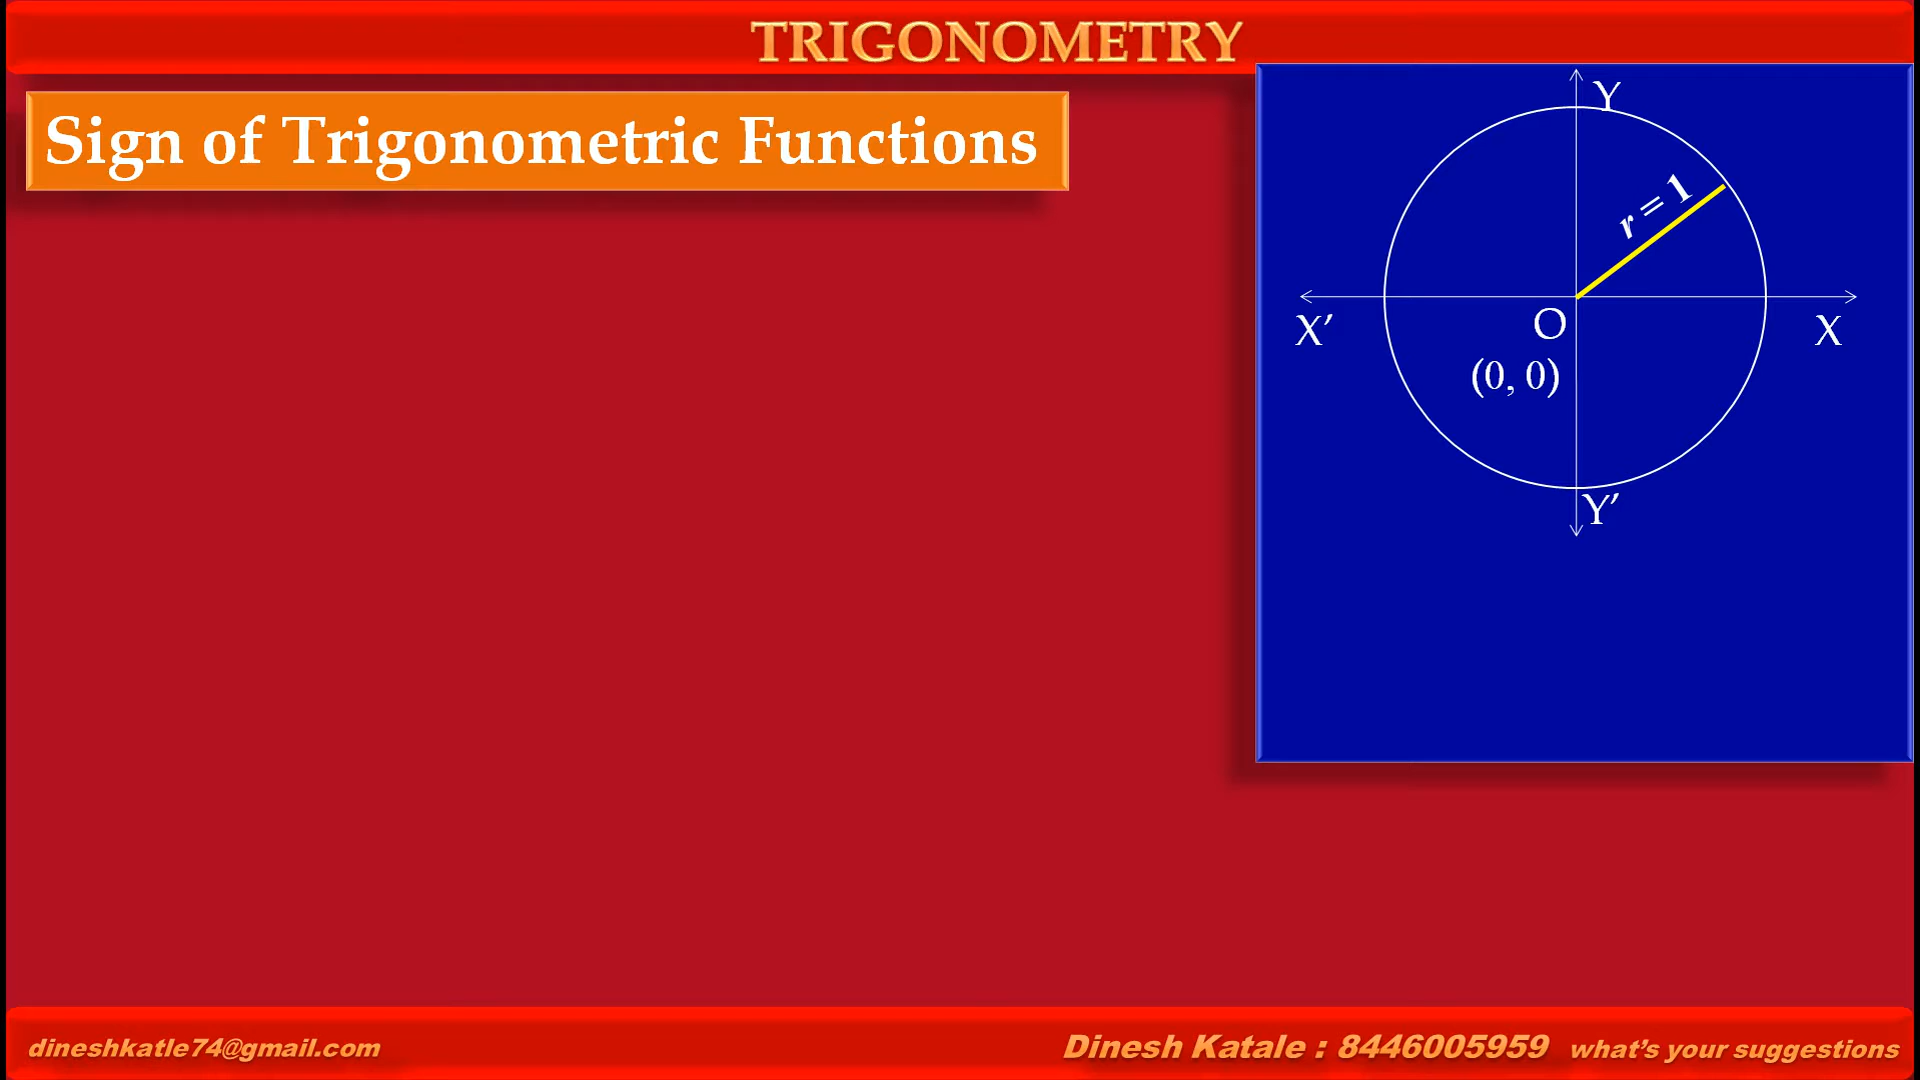 TRIGONOMETRY
Sign of Trigonometric Functions
Y
r = 1
O
X′
X
(0, 0)
Y′
dineshkatle74@gmail.com
Dinesh Katale : 8446005959 what's your suggestions